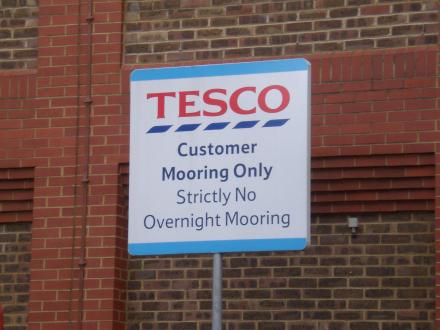 TESCO
Customer
Mooring Only
Strictly No
Overnight Mooring